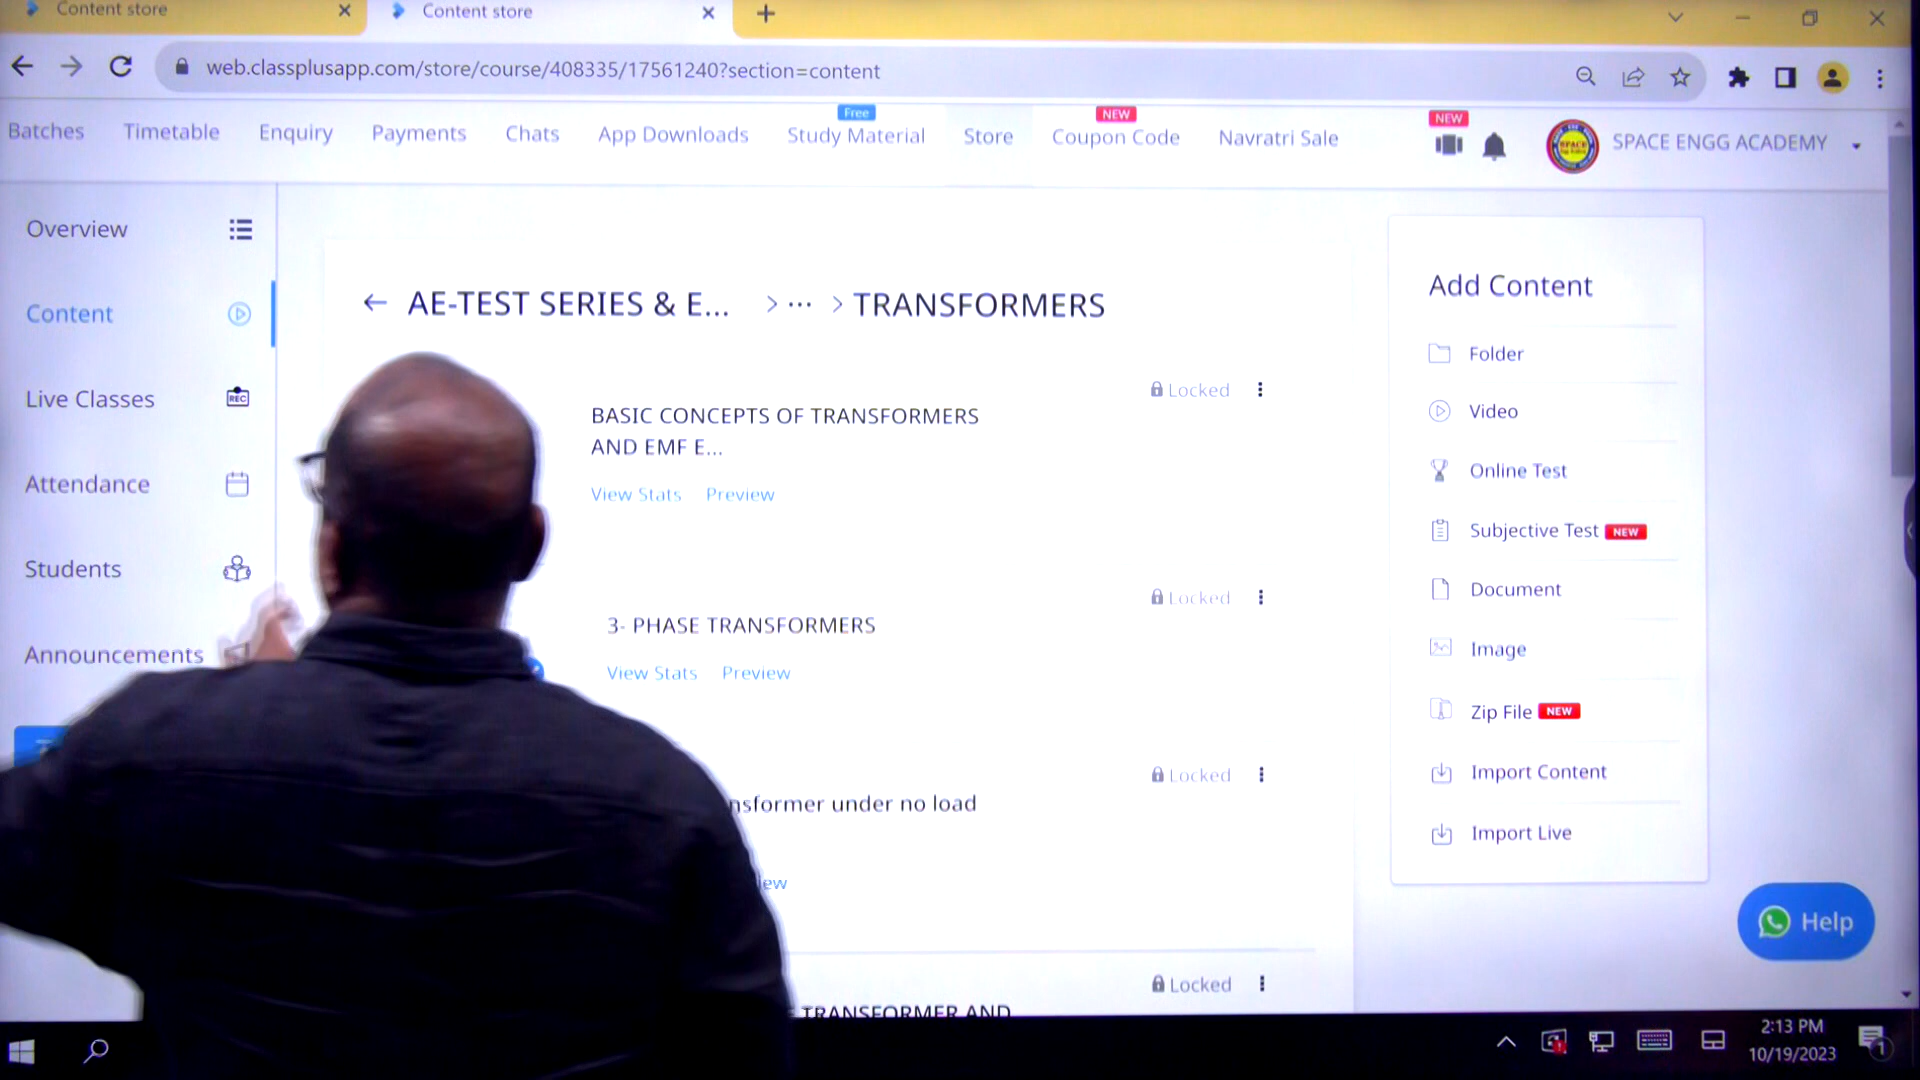 Content store
Content store
web.classplusapp.com/store/course/408335/17561240?section=content
Batches
Timetable
Enquiry
Payments
Chats
App Downloads
Free
Study Material
Store
NEW
Coupon Code
Navratri Sale
NEW
SPACE
SPACE ENGG ACADEMY
Overview
Content
Live Classes
REC
Attendance
Students
Announcements
AE-TEST SERIES & E... > ... > TRANSFORMERS
Locked
BASIC CONCEPTS OF TRANSFORMERS
AND EMF E...
View Stats Preview
Locked
3- PHASE TRANSFORMERS
View Stats Preview
Locked
nsformer under no load
ew
Locked
TRANSFORMER AND
Add Content
Folder
Video
Online Test
Subjective Test NEW
Document
Image
Zip File NEW
Import Content
Import Live
Help
2:13 PM
10/19/2023
1